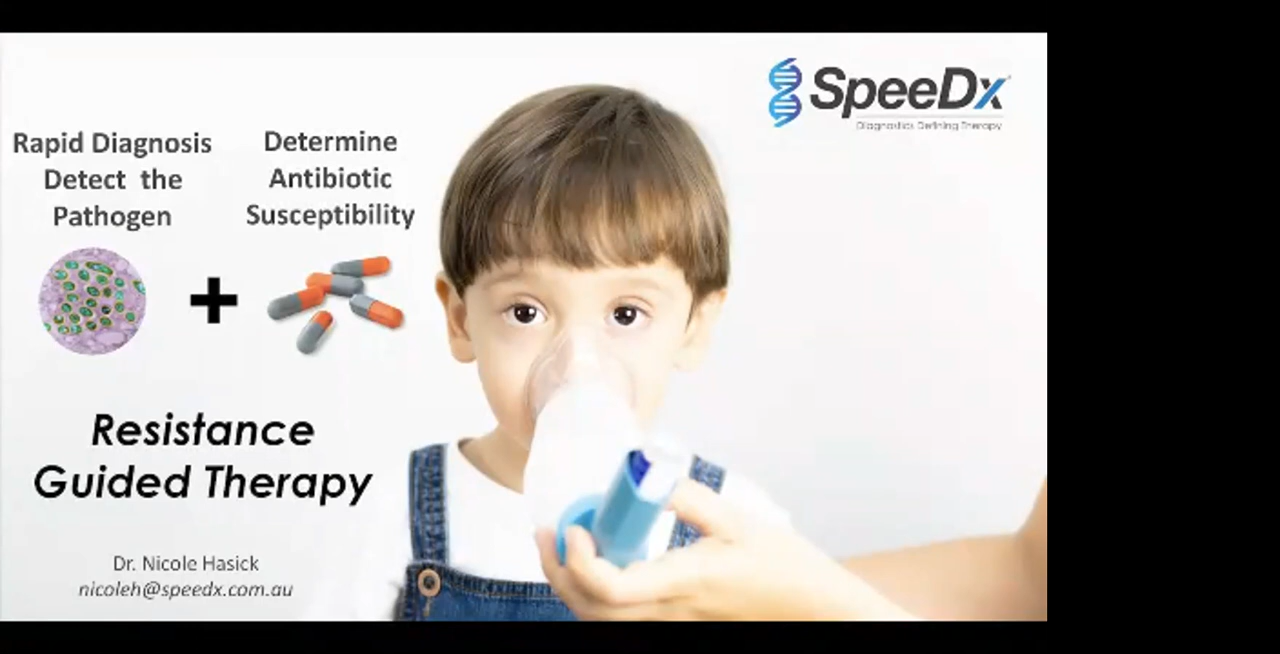 SpeeDx
Diagnostics Defining Therapy
Rapid Diagnosis
Detect the
Pathogen
Determine
Antibiotic
Susceptibility
+
Resistance
Guided Therapy
Dr. Nicole Hasick
nicoleh@speedx.com.au